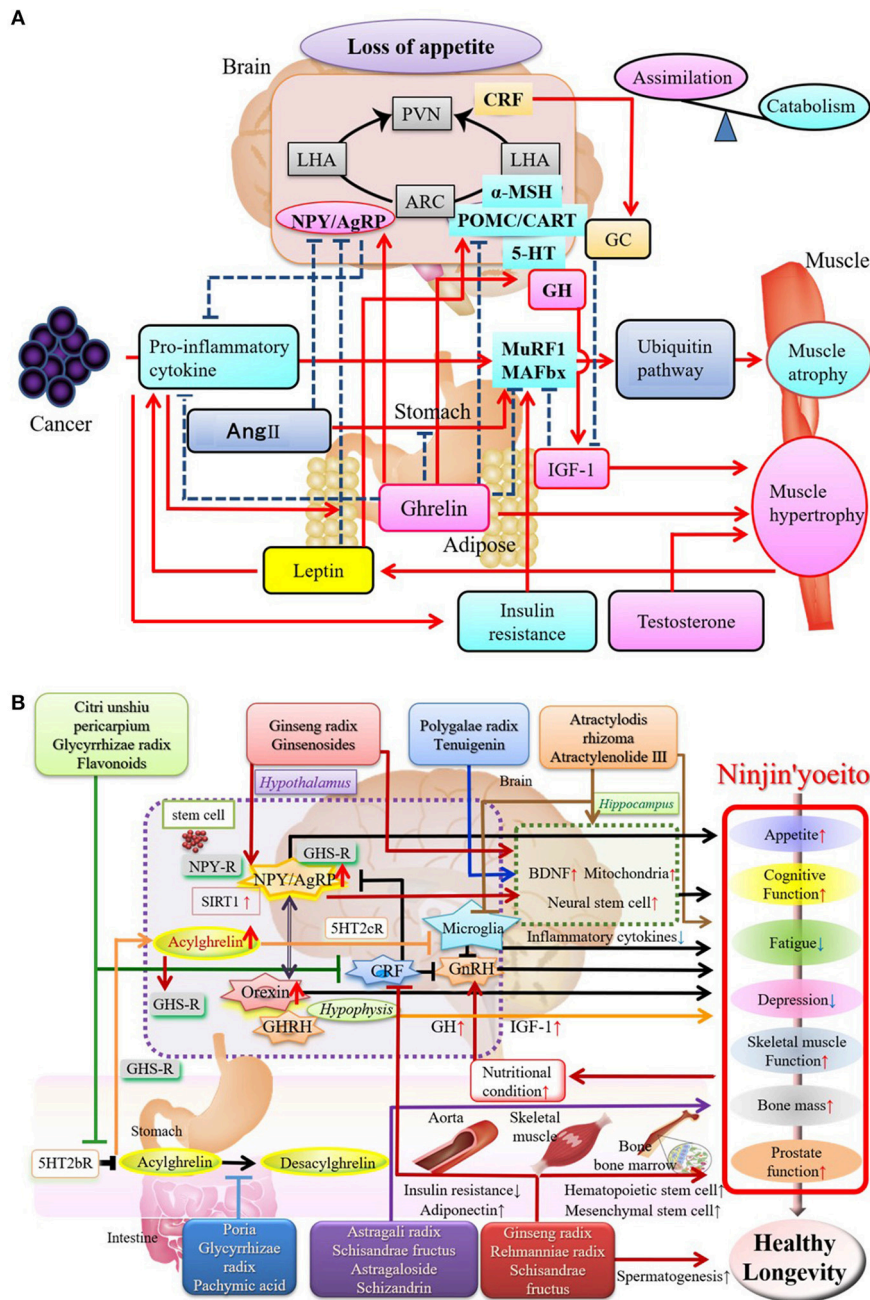 A
Loss of appetite
Brain
CRF
PVN
LHA
LHA
ARC
α-MSH
NPY/AgRP
POMC/CART
5-HT
GC
GH
Assimilation
Catabolism
Muscle
Cancer
Pro-inflammatory
cytokine
MuRF1
MAFbx
Ubiquitin
pathway
Muscle
atrophy
AngⅡ
Stomach
IGF-1
Ghrelin
Adipose
Muscle
hypertrophy
Leptin
Insulin
resistance
Testosterone
B
Citri unshiu
pericarpium
Glycyrrhizae radix
Flavonoids
Ginseng radix
Ginsenosides
Polygalae radix
Tenuigenin
Atractylodis
rhizoma
Atractylenolide III
Ninjin'yoeito
Hypothalamus
Brain
Hippocampus
stem cell
NPY-R
GHS-R
NPY/AgRP
SIRT1↑
BDNF↑ Mitochondria↑
Neural stem cell↑
Acylghrelin
5HT2cR
Microglia
Inflammatory cytokines↓
GHS-R
Orexin
CRF
GnRH
GHRH
Hypophysis
GH↑
IGF-1↑
GHS-R
Nutritional
condition↑
Stomach
5HT2bR
Acylghrelin
Desacylghrelin
Intestine
Aorta
Skeletal
muscle
Bone
bone marrow
Insulin resistance↓
Adiponectin↑
Hematopoietic stem cell↑
Mesenchymal stem cell↑
Poria
Glycyrrhizae
radix
Pachymic acid
Astragali radix
Schisandrae fructus
Astragaloside
Schizandrin
Ginseng radix
Rehmanniae radix
Schisandrae
fructus
Spermatogenesis↑
Appetite↑
Cognitive
Function↑
Fatigue↓
Depression↓
Skeletal muscle
Function↑
Bone mass↑
Prostate
function↑
Healthy
Longevity